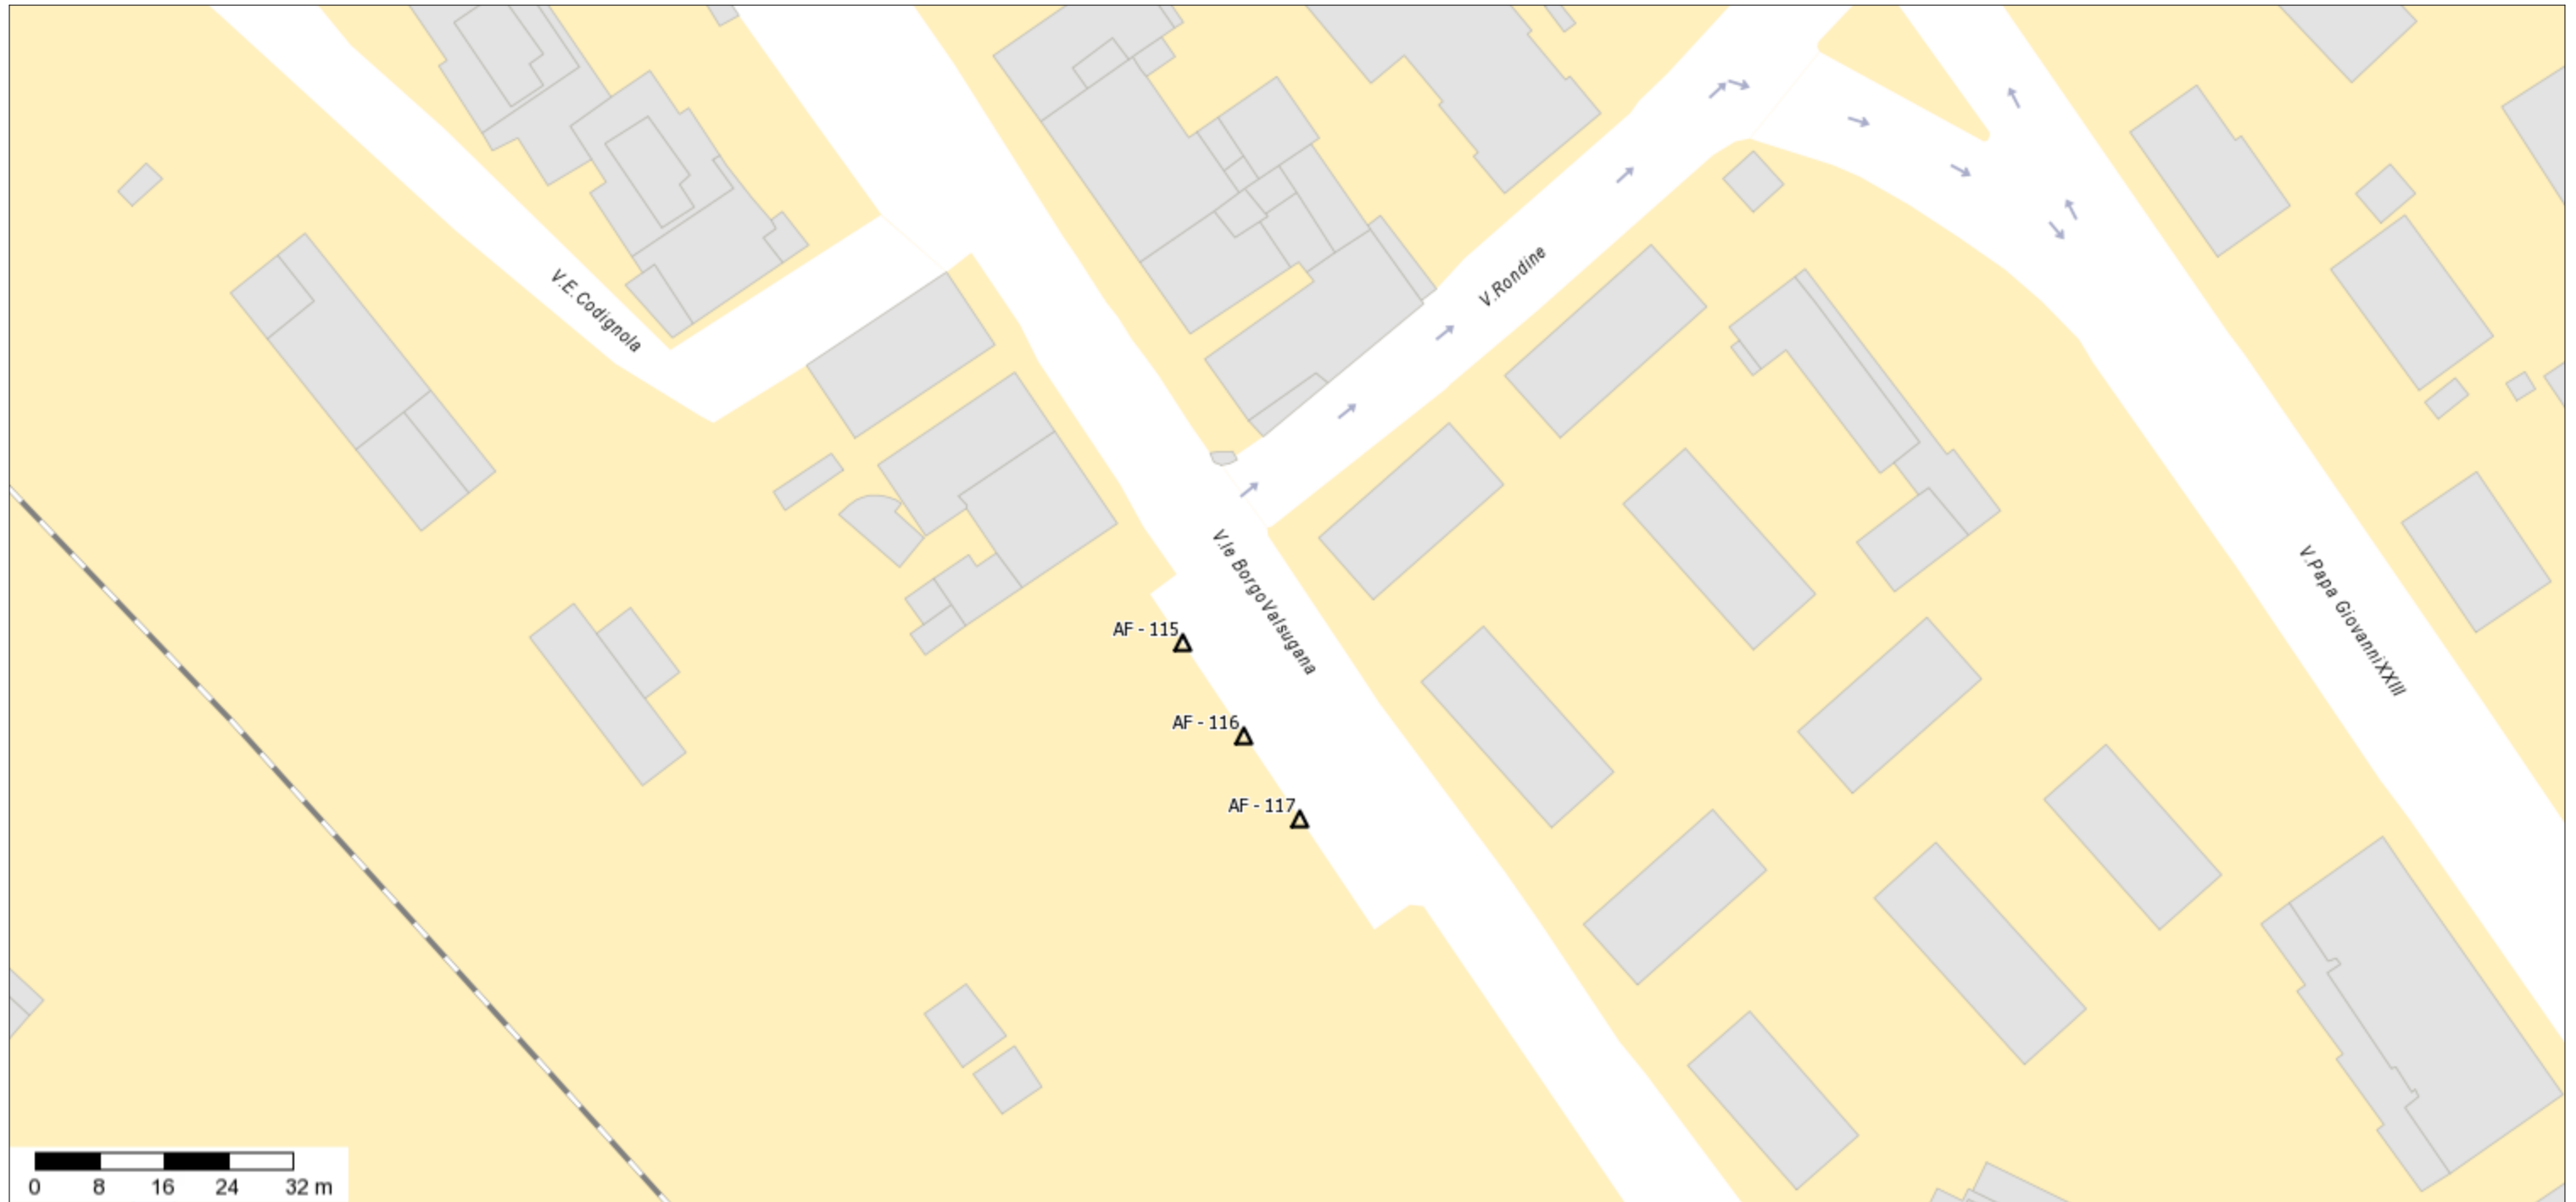 V.E.Codignola
V.Rondine
V.le BorgoValsugana
V.Papa GiovanniXXIII
AF - 115
AF - 116
AF - 117
0 8 16 24 32 m